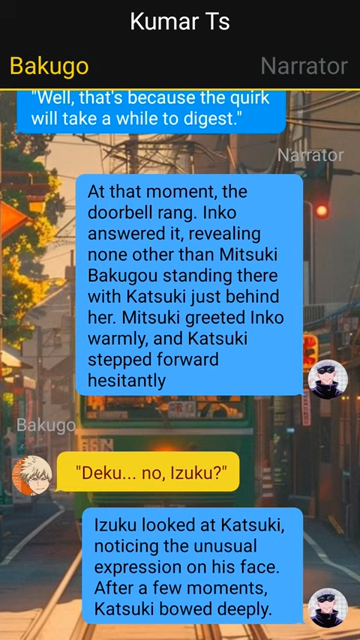 Kumar Ts
Bakugo
Narrator
"Well, that's because the quirk
will take a while to digest."
Narrator
At that moment, the
doorbell rang. Inko
answered it, revealing
none other than Mitsuki
Bakugou standing there
with Katsuki just behind
her. Mitsuki greeted Inko
warmly, and Katsuki
stepped forward
hesitantly
Bakugo
"Deku... no, Izuku?"
Izuku looked at Katsuki,
noticing the unusual
expression on his face.
After a few moments,
Katsuki bowed deeply.